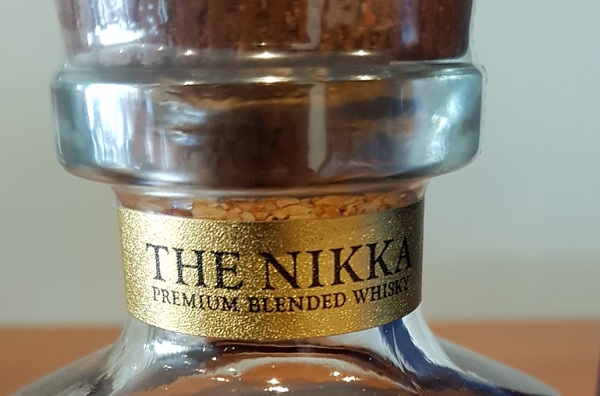 THE NIKKA
PREMIUM BLENDED WHISKY